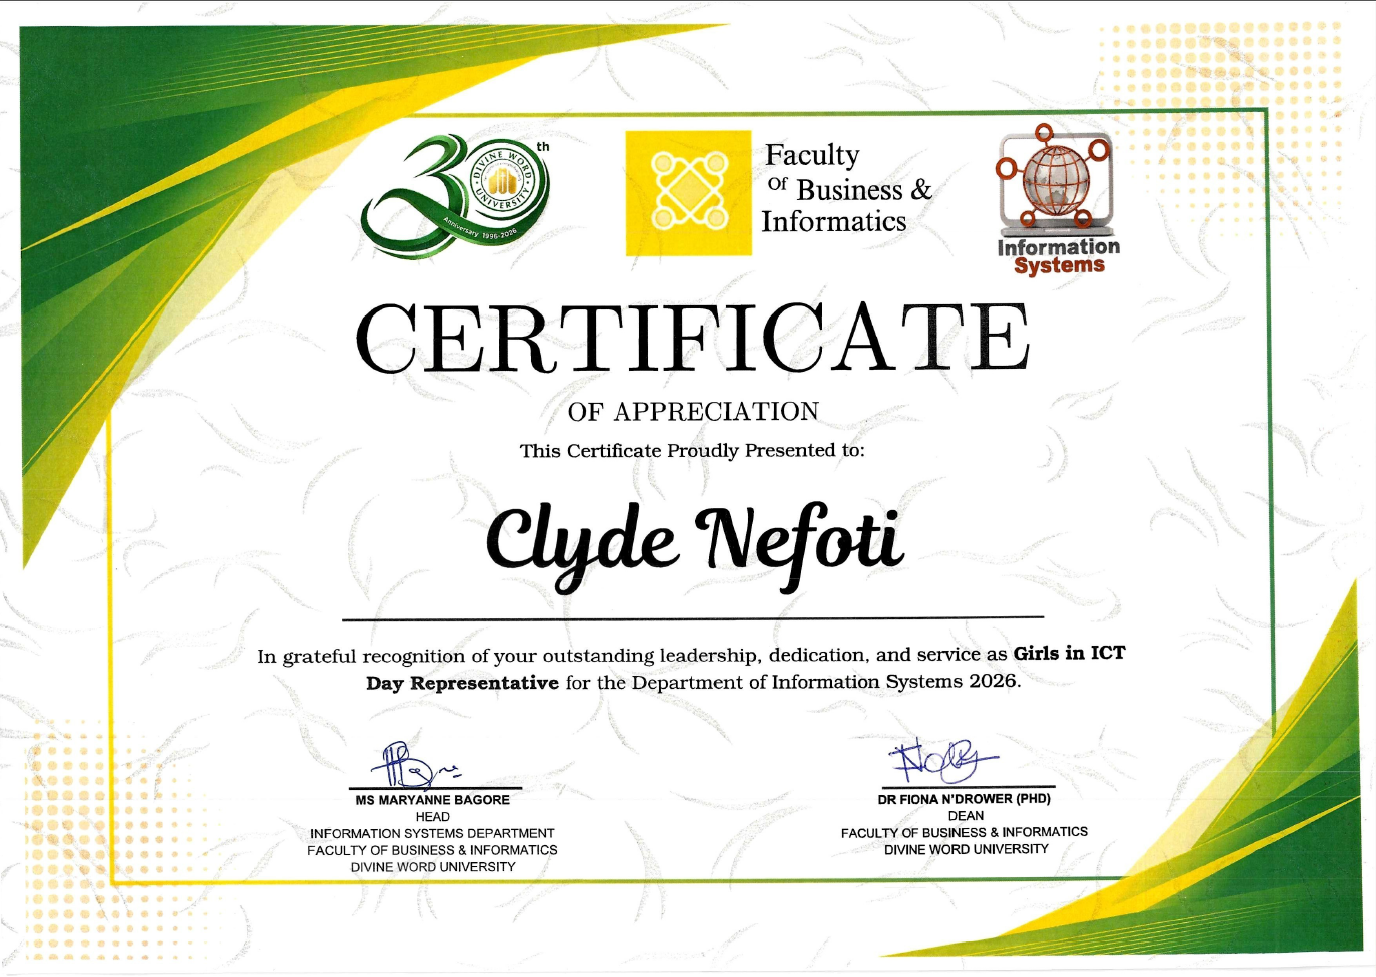 30th
DIVINE WORD UNIVERSITY
Anniversary 1996-2026
Faculty
Of Business &
Informatics
Information
Systems
CERTIFICATE
OF APPRECIATION
This Certificate Proudly Presented to:
Clyde Nefoti
In grateful recognition of your outstanding leadership, dedication, and service as Girls in ICT
Day Representative for the Department of Information Systems 2026.
MS MARYANNE BAGORE
HEAD
INFORMATION SYSTEMS DEPARTMENT
FACULTY OF BUSINESS & INFORMATICS
DIVINE WORD UNIVERSITY
DR FIONA N'DROWER (PHD)
DEAN
FACULTY OF BUSINESS & INFORMATICS
DIVINE WORD UNIVERSITY